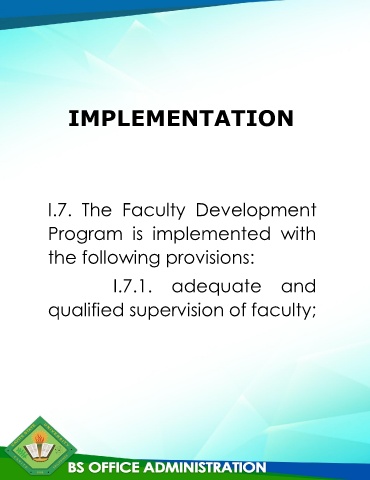 IMPLEMENTATION
I.7. The Faculty Development
Program is implemented with
the following provisions:
I.7.1. adequate and
qualified supervision of faculty;
BS OFFICE ADMINISTRATION